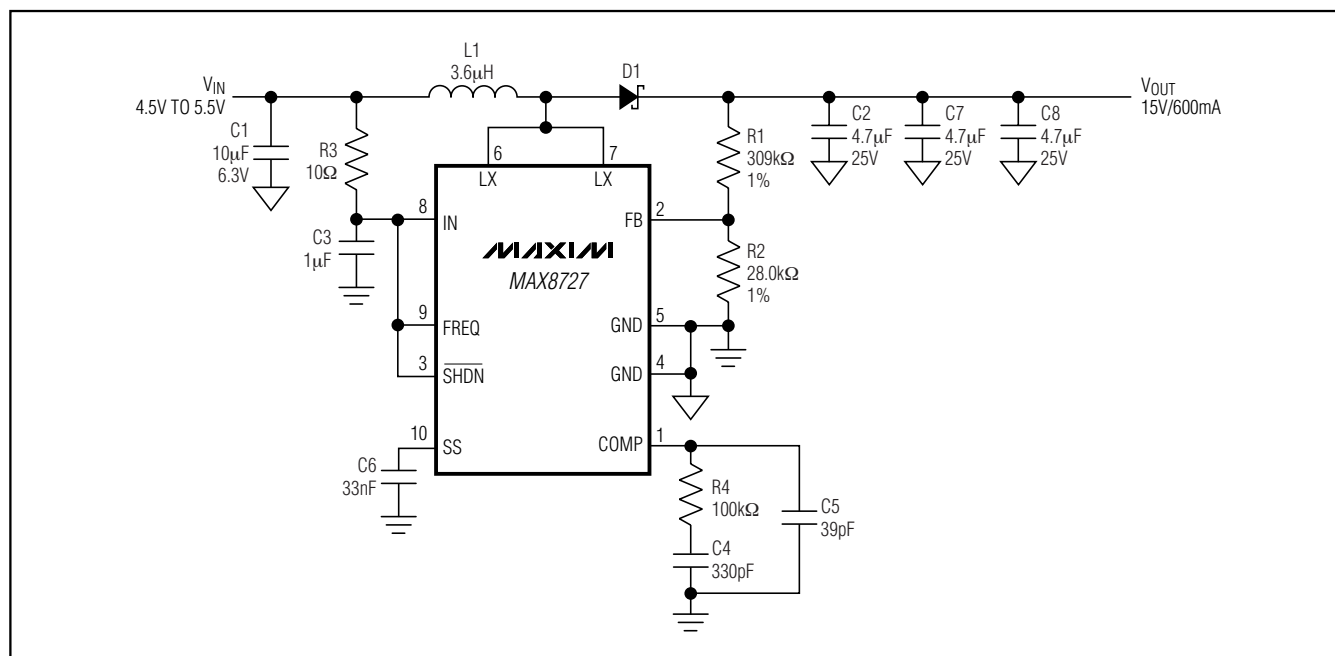 L1
3.6µH
D1
VIN
4.5V TO 5.5V
VOUT
15V/600mA
C1
10µF
6.3V
R3
10Ω
C2
4.7µF
25V
C7
4.7µF
25V
C8
4.7µF
25V
R1
309kΩ
1%
6
7
LX
LX
8
IN
2
FB
C3
1µF
MAXIM
MAX8727
R2
28.0kΩ
1%
9
FREQ
5
GND
3
SHDN
4
GND
10
SS
1
COMP
C6
33nF
R4
100kΩ
C5
39pF
C4
330pF